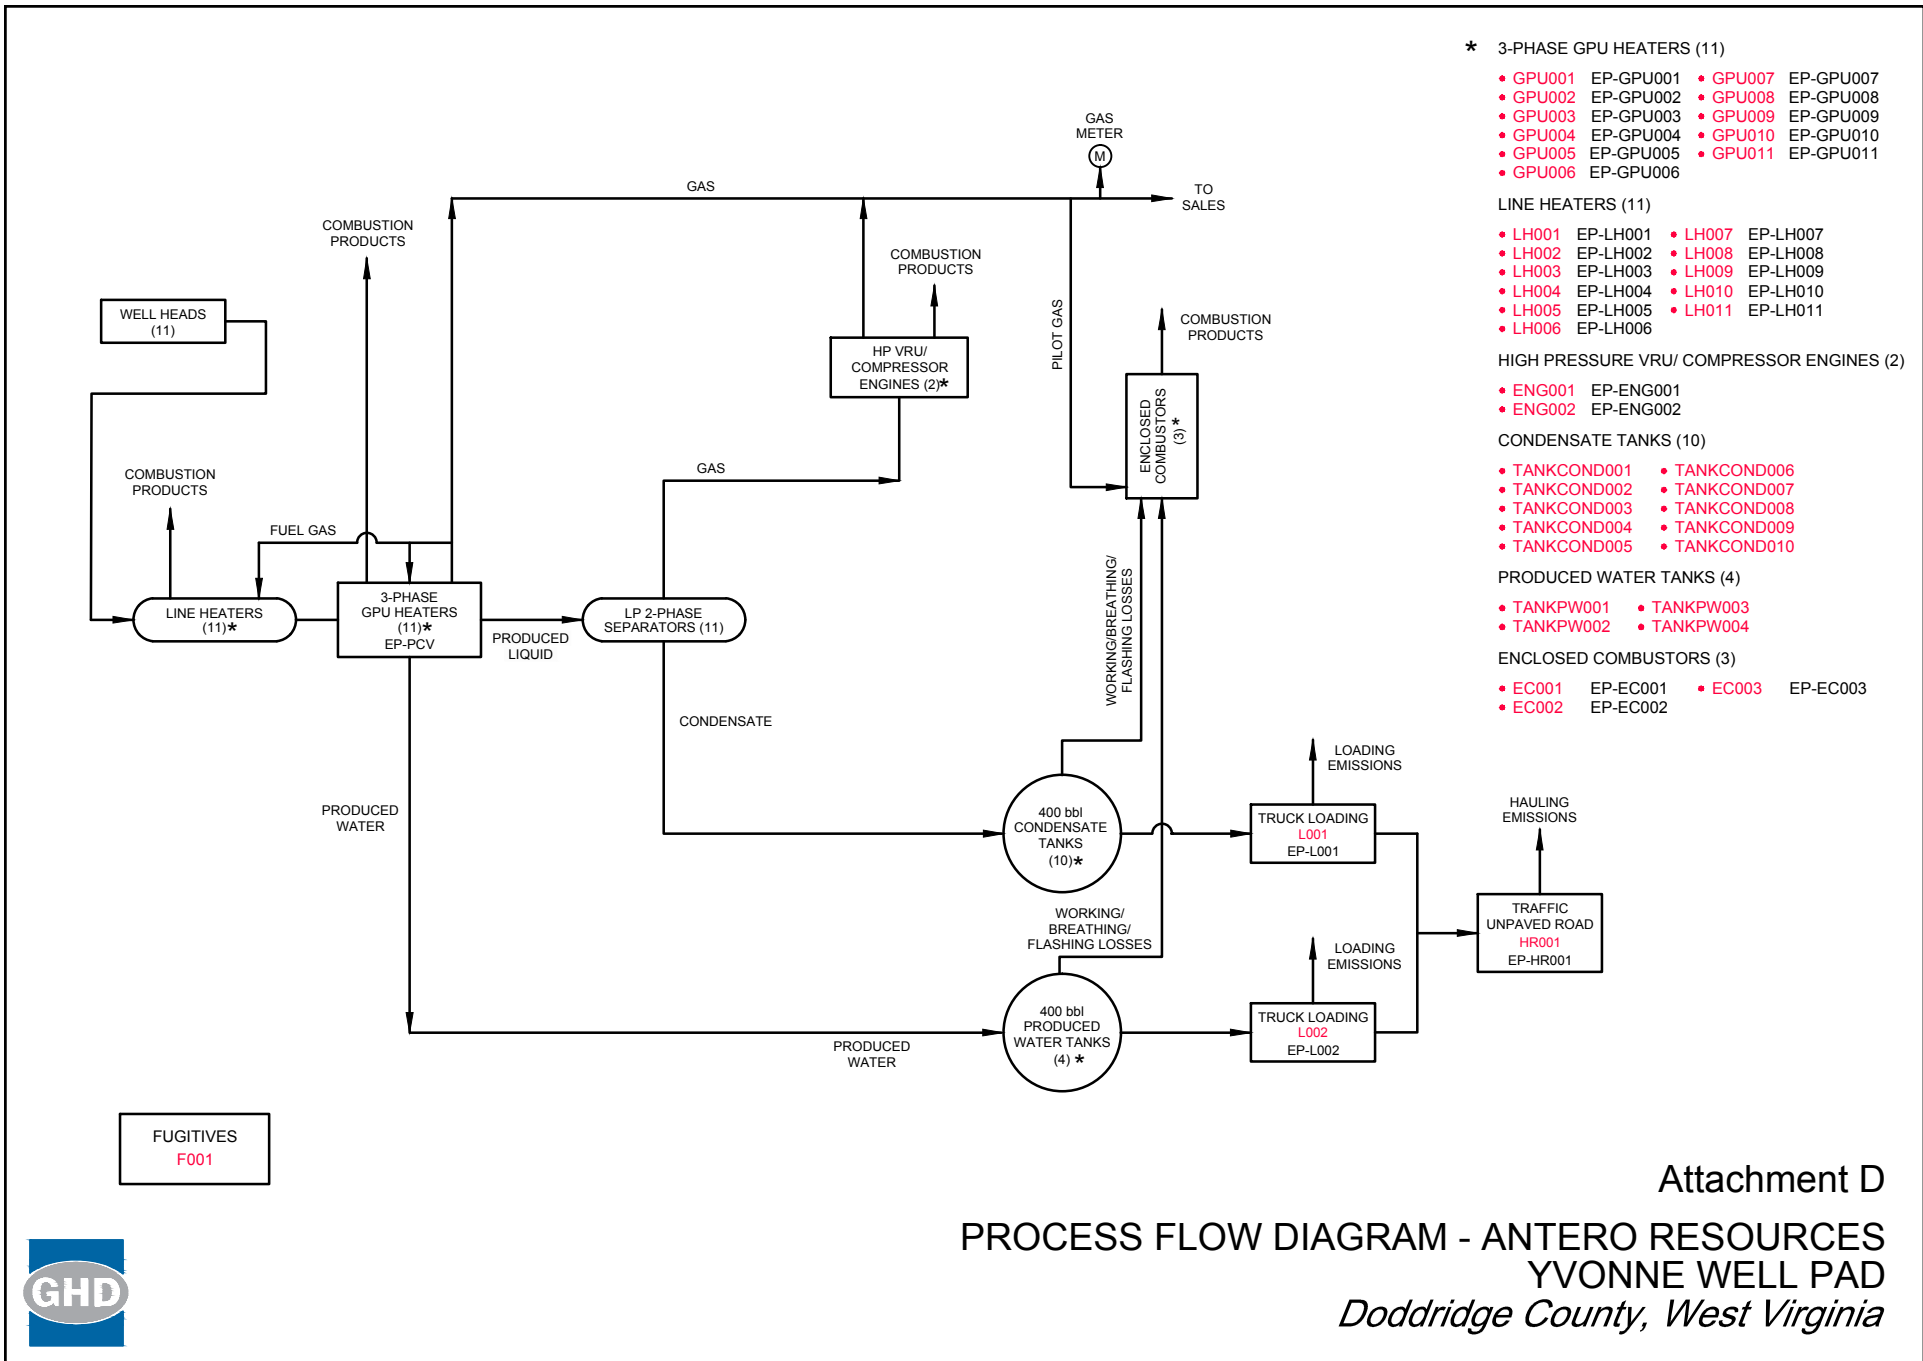 * 3-PHASE GPU HEATERS (11)
• GPU001 EP-GPU001 • GPU007 EP-GPU007
• GPU002 EP-GPU002 • GPU008 EP-GPU008
• GPU003 EP-GPU003 • GPU009 EP-GPU009
• GPU004 EP-GPU004 • GPU010 EP-GPU010
• GPU005 EP-GPU005 • GPU011 EP-GPU011
• GPU006 EP-GPU006
LINE HEATERS (11)
• LH001 EP-LH001 • LH007 EP-LH007
• LH002 EP-LH002 • LH008 EP-LH008
• LH003 EP-LH003 • LH009 EP-LH009
• LH004 EP-LH004 • LH010 EP-LH010
• LH005 EP-LH005 • LH011 EP-LH011
• LH006 EP-LH006
HIGH PRESSURE VRU/ COMPRESSOR ENGINES (2)
• ENG001 EP-ENG001
• ENG002 EP-ENG002
CONDENSATE TANKS (10)
• TANKCOND001 • TANKCOND006
• TANKCOND002 • TANKCOND007
• TANKCOND003 • TANKCOND008
• TANKCOND004 • TANKCOND009
• TANKCOND005 • TANKCOND010
PRODUCED WATER TANKS (4)
• TANKPW001 • TANKPW003
• TANKPW002 • TANKPW004
ENCLOSED COMBUSTORS (3)
• EC001 EP-EC001 • EC003 EP-EC003
• EC002 EP-EC002
GAS
METER
M
GAS
TO
SALES
COMBUSTION
PRODUCTS
COMBUSTION
PRODUCTS
WELL HEADS
(11)
HP VRU/
COMPRESSOR
ENGINES (2)*
PILOT GAS
COMBUSTION
PRODUCTS
ENCLOSED
COMBUSTORS
(3)*
COMBUSTION
PRODUCTS
GAS
FUEL GAS
LINE HEATERS
(11)*
3-PHASE
GPU HEATERS
(11)*
EP-PCV
PRODUCED
LIQUID
LP 2-PHASE
SEPARATORS (11)
WORKING/BREATHING/
FLASHING LOSSES
CONDENSATE
PRODUCED
WATER
400 bbl
CONDENSATE
TANKS
(10)*
LOADING
EMISSIONS
TRUCK LOADING
L001
EP-L001
HAULING
EMISSIONS
TRAFFIC
UNPAVED ROAD
HR001
EP-HR001
WORKING/
BREATHING/
FLASHING LOSSES
LOADING
EMISSIONS
400 bbl
PRODUCED
WATER TANKS
(4) *
TRUCK LOADING
L002
EP-L002
PRODUCED
WATER
FUGITIVES
F001
Attachment D
PROCESS FLOW DIAGRAM - ANTERO RESOURCES
YVONNE WELL PAD
Doddridge County, West Virginia
GHD